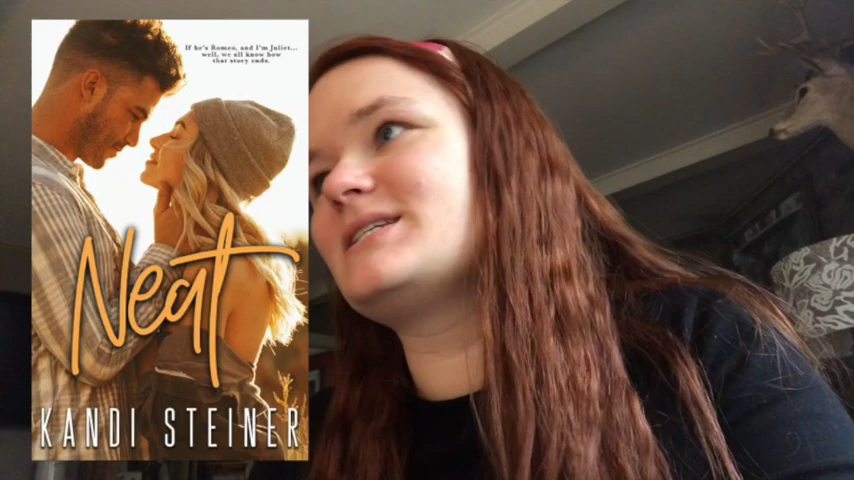 If he's Romeo, and I'm Juliet...
well, we all know how
that story ends.
Neat
KANDI STEINER